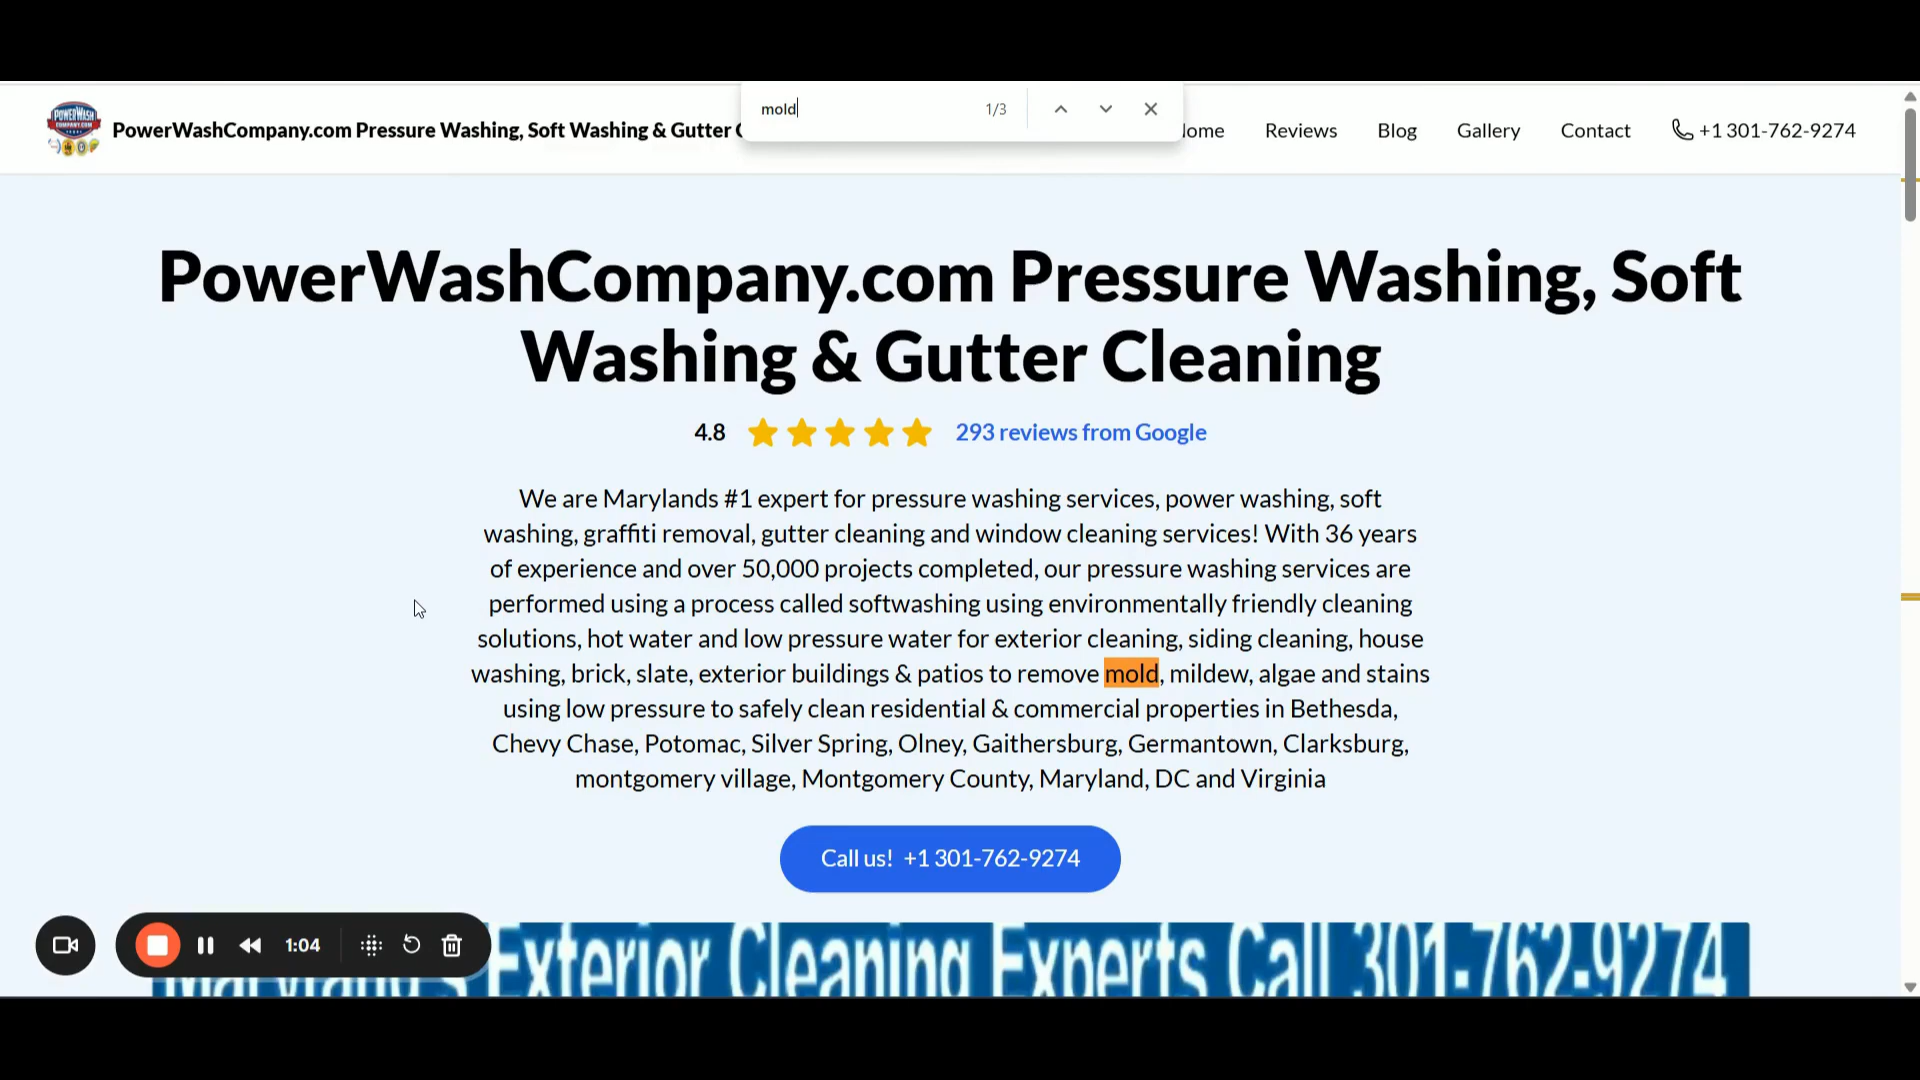 mold
1/3
POWERWASH
COMPANY.COM
PowerWashCompany.com Pressure Washing, Soft Washing & Gutter
Home
Reviews
Blog
Gallery
Contact
+1 301-762-9274
PowerWashCompany.com Pressure Washing, Soft
Washing & Gutter Cleaning
4.8
293 reviews from Google
We are Marylands #1 expert for pressure washing services, power washing, soft
washing, graffiti removal, gutter cleaning and window cleaning services! With 36 years
of experience and over 50,000 projects completed, our pressure washing services are
performed using a process called softwashing using environmentally friendly cleaning
solutions, hot water and low pressure water for exterior cleaning, siding cleaning, house
washing, brick, slate, exterior buildings & patios to remove mold, mildew, algae and stains
using low pressure to safely clean residential & commercial properties in Bethesda,
Chevy Chase, Potomac, Silver Spring, Olney, Gaithersburg, Germantown, Clarksburg,
montgomery village, Montgomery County, Maryland, DC and Virginia
Call us! +1 301-762-9274
Maryland's Exterior Cleaning Experts Call 301-762-9274
1:04